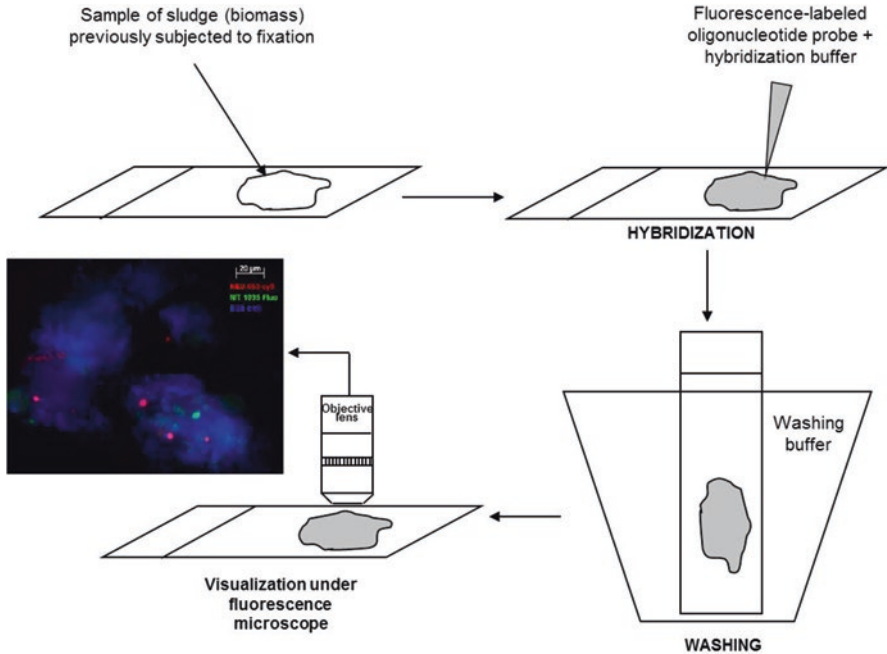 Sample of sludge (biomass)
previously subjected to fixation
Fluorescence-labeled
oligonucleotide probe +
hybridization buffer
HYBRIDIZATION
20 µm
Objective
lens
Washing
buffer
Visualization under
fluorescence
microscope
WASHING